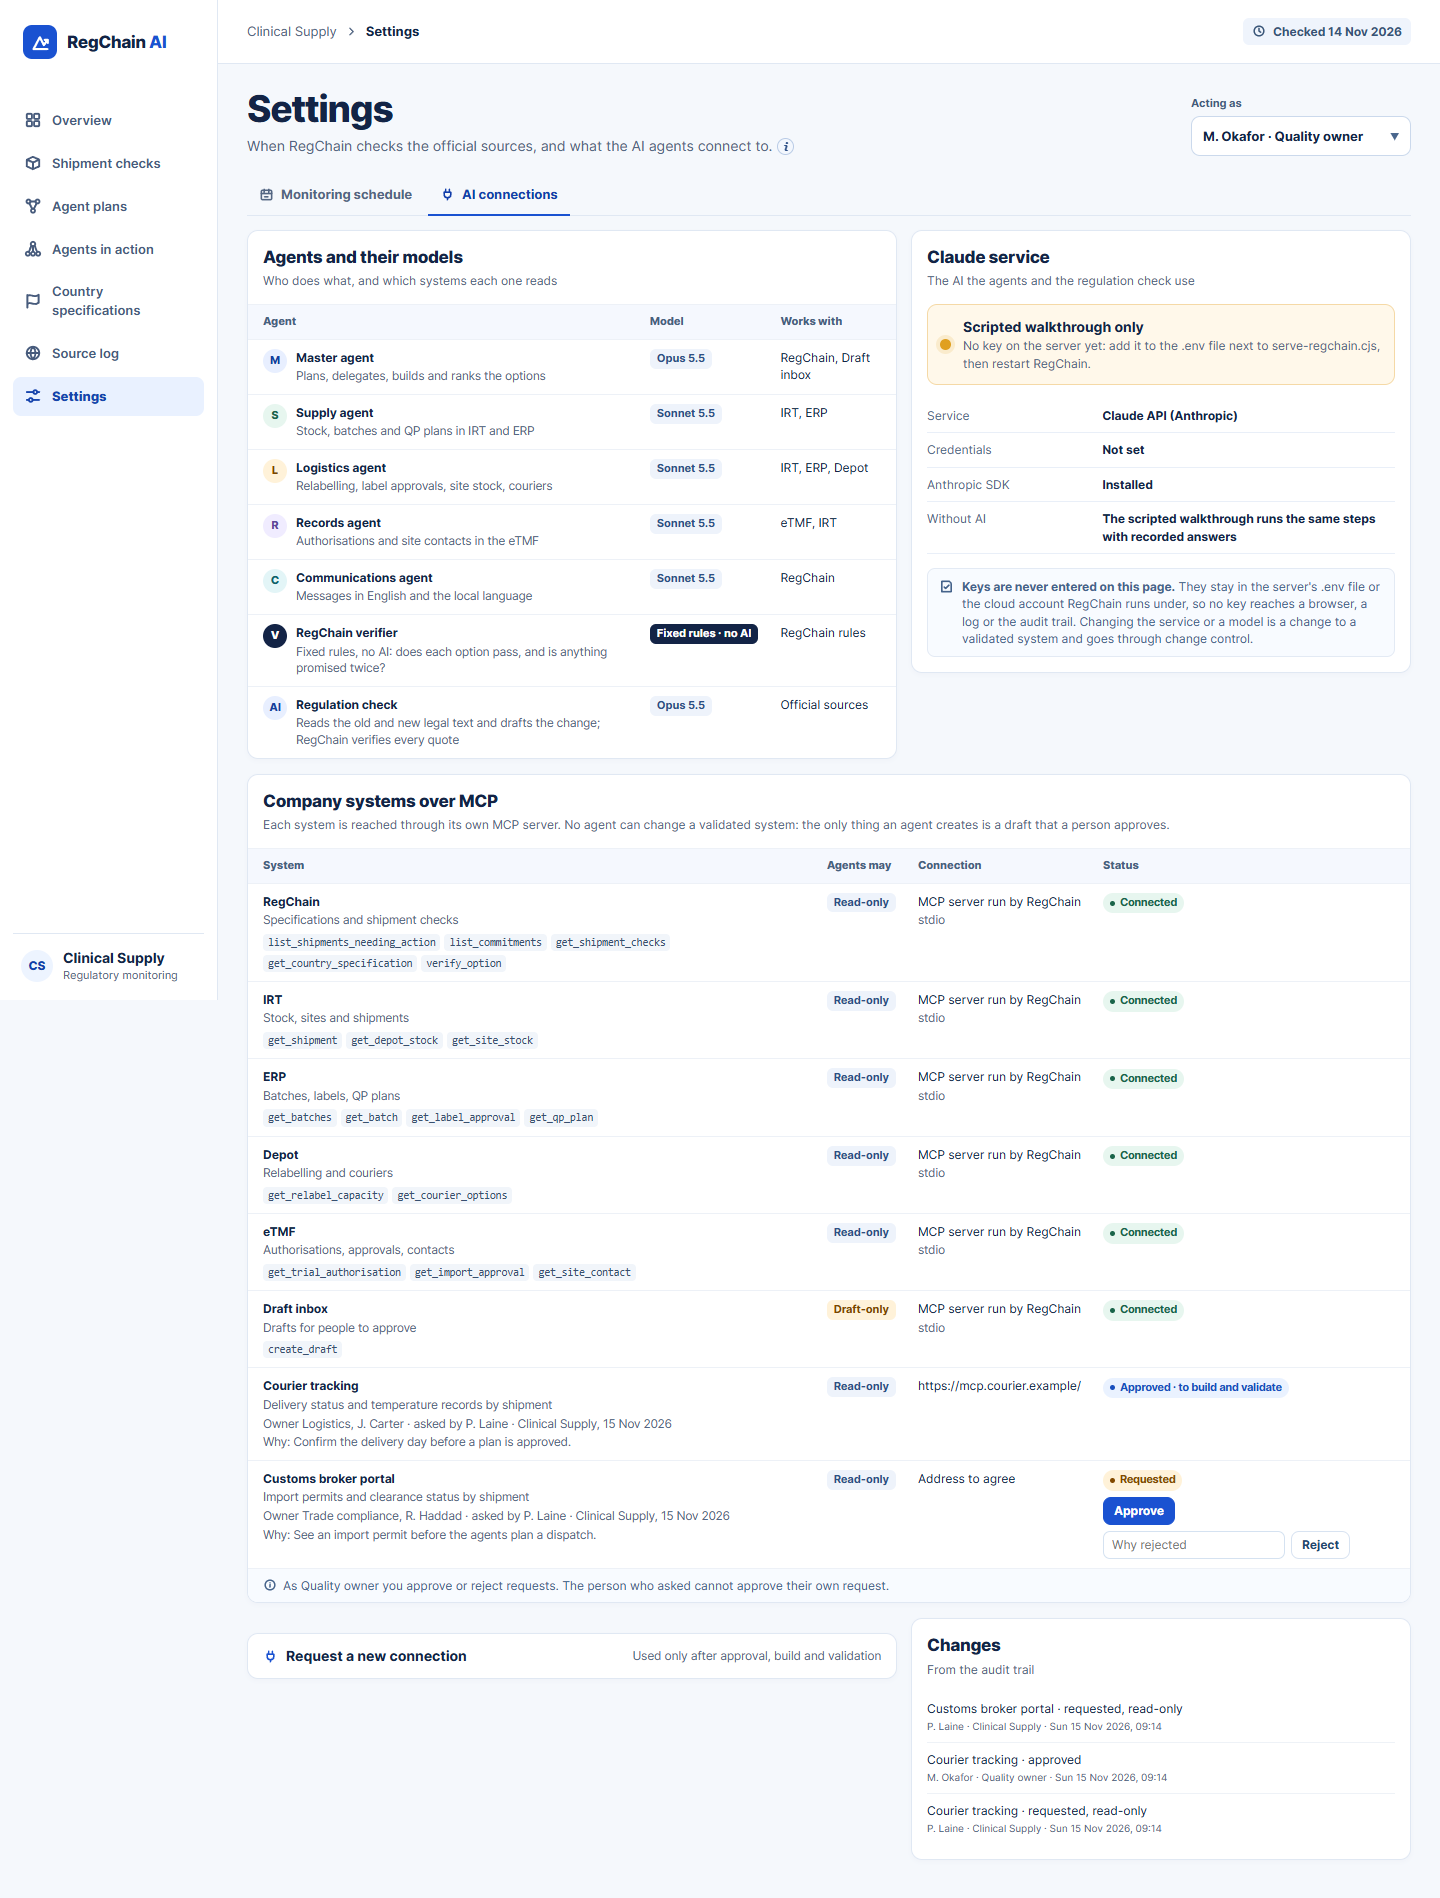 RegChain AI
Overview
Shipment checks
Agent plans
Agents in action
Country
specifications
Source log
Settings
CS
Clinical Supply
Regulatory monitoring
Clinical Supply > Settings
Checked 14 Nov 2026
Settings
When RegChain checks the official sources, and what the AI agents connect to. i
Acting as
M. Okafor · Quality owner ▼
Monitoring schedule
AI connections
Agents and their models
Who does what, and which systems each one reads
Agent Model Works with
M Master agent Opus 5.5 RegChain, Draft
Plans, delegates, builds and ranks the options inbox
S Supply agent Sonnet 5.5 IRT, ERP
Stock, batches and QP plans in IRT and ERP
L Logistics agent Sonnet 5.5 IRT, ERP, Depot
Relabelling, label approvals, site stock, couriers
R Records agent Sonnet 5.5 eTMF, IRT
Authorisations and site contacts in the eTMF
C Communications agent Sonnet 5.5 RegChain
Messages in English and the local language
V RegChain verifier Fixed rules · no AI RegChain rules
Fixed rules, no AI: does each option pass, and is anything
promised twice?
AI Regulation check Opus 5.5 Official sources
Reads the old and new legal text and drafts the change;
RegChain verifies every quote
Claude service
The AI the agents and the regulation check use
Scripted walkthrough only
No key on the server yet: add it to the .env file next to serve-regchain.cjs,
then restart RegChain.
Service Claude API (Anthropic)
Credentials Not set
Anthropic SDK Installed
Without AI The scripted walkthrough runs the same steps
with recorded answers
Keys are never entered on this page. They stay in the server's .env file or
the cloud account RegChain runs under, so no key reaches a browser, a
log or the audit trail. Changing the service or a model is a change to a
validated system and goes through change control.
Company systems over MCP
Each system is reached through its own MCP server. No agent can change a validated system: the only thing an agent creates is a draft that a person approves.
System Agents may Connection Status
RegChain Read-only MCP server run by RegChain Connected
Specifications and shipment checks stdio
list_shipments_needing_action list_commitments get_shipment_checks
get_country_specification verify_option
IRT Read-only MCP server run by RegChain Connected
Stock, sites and shipments stdio
get_shipment get_depot_stock get_site_stock
ERP Read-only MCP server run by RegChain Connected
Batches, labels, QP plans stdio
get_batches get_batch get_label_approval get_qp_plan
Depot Read-only MCP server run by RegChain Connected
Relabelling and couriers stdio
get_relabel_capacity get_courier_options
eTMF Read-only MCP server run by RegChain Connected
Authorisations, approvals, contacts stdio
get_trial_authorisation get_import_approval get_site_contact
Draft inbox Draft-only MCP server run by RegChain Connected
Drafts for people to approve stdio
create_draft
Courier tracking Read-only https://mcp.courier.example/ Approved · to build and validate
Delivery status and temperature records by shipment
Owner Logistics, J. Carter · asked by P. Laine · Clinical Supply, 15 Nov 2026
Why: Confirm the delivery day before a plan is approved.
Customs broker portal Read-only Address to agree Requested
Import permits and clearance status by shipment
Owner Trade compliance, R. Haddad · asked by P. Laine · Clinical Supply, 15 Nov 2026
Why: See an import permit before the agents plan a dispatch.
Approve
Why rejected Reject
As Quality owner you approve or reject requests. The person who asked cannot approve their own request.
Request a new connection Used only after approval, build and validation
Changes
From the audit trail
Customs broker portal · requested, read-only
P. Laine · Clinical Supply · Sun 15 Nov 2026, 09:14
Courier tracking · approved
M. Okafor · Quality owner · Sun 15 Nov 2026, 09:14
Courier tracking · requested, read-only
P. Laine · Clinical Supply · Sun 15 Nov 2026, 09:14